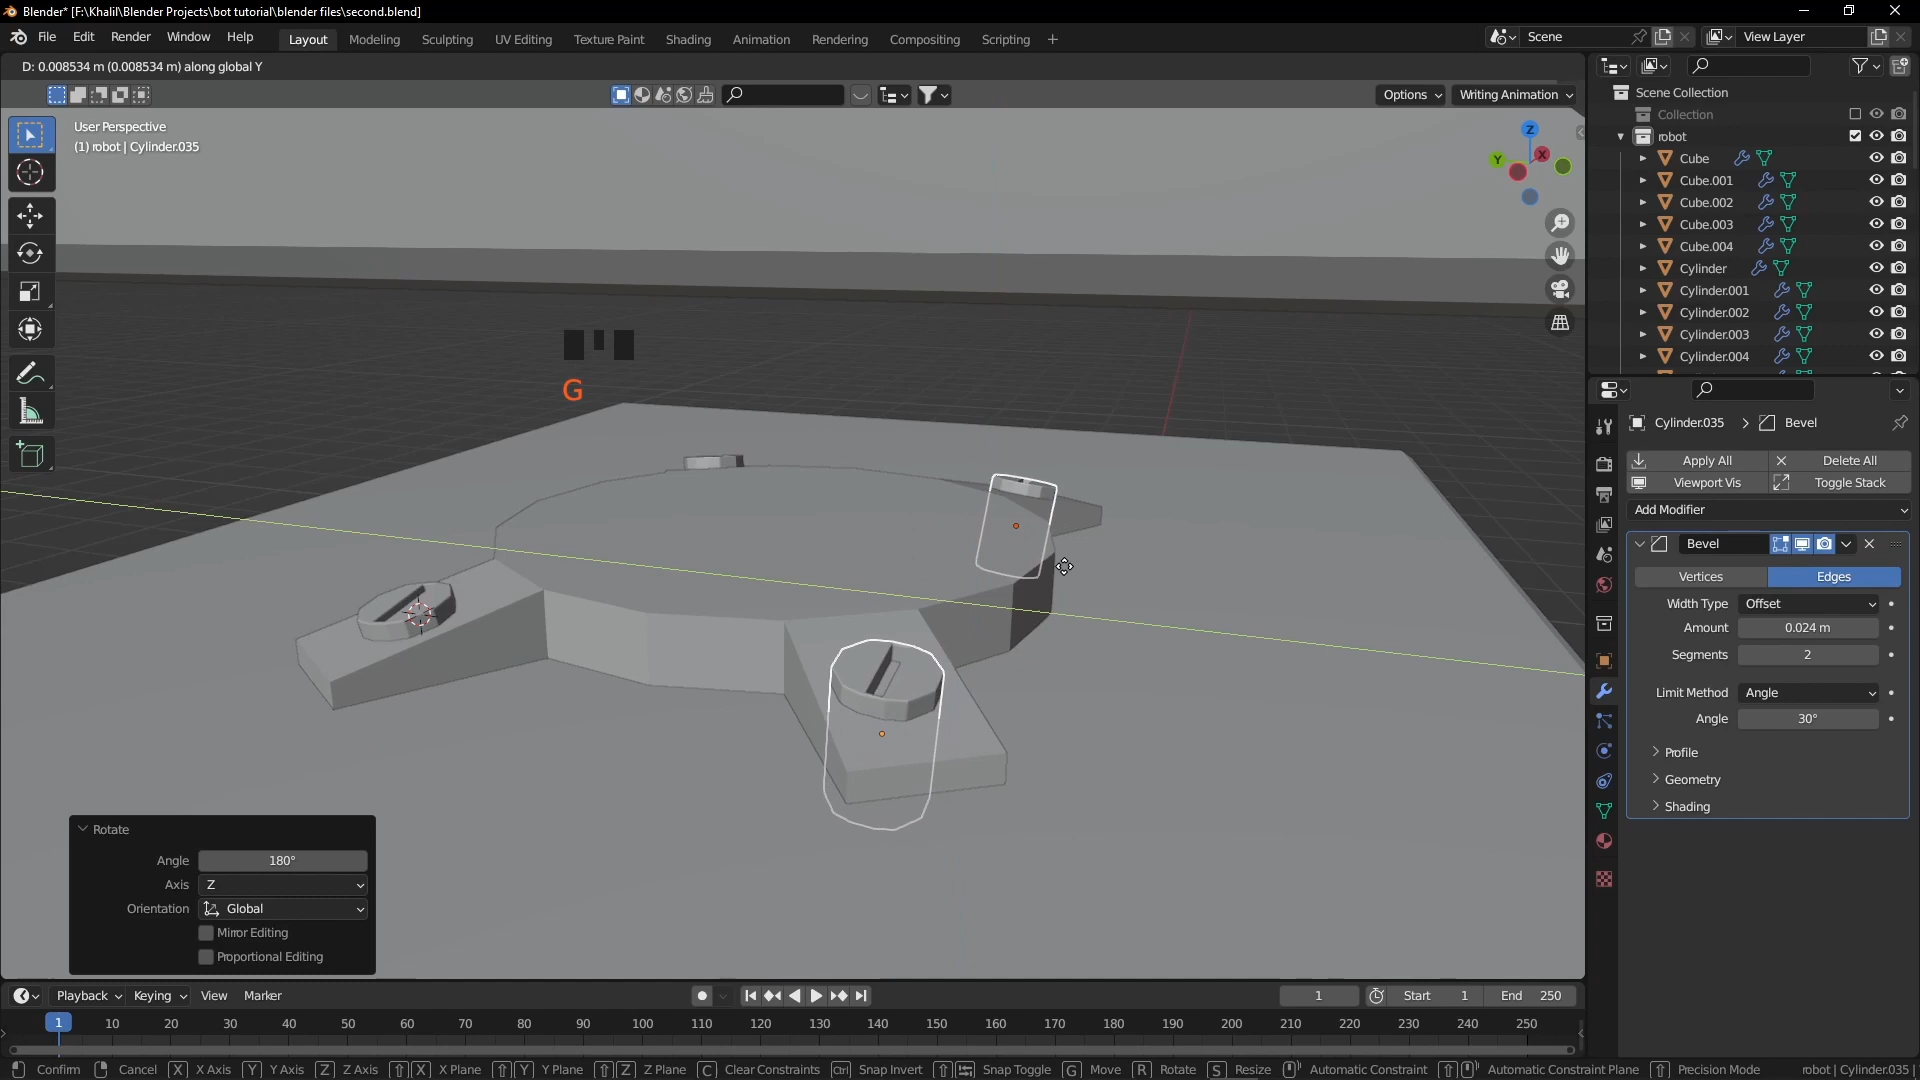 Blender* [F:\Khalil\Blender Projects\bot tutorial\blender files\second.blend]
File Edit Render Window Help Layout Modeling Sculpting UV Editing Texture Paint Shading Animation Rendering Compositing Scripting + Scene View Layer
D: 0.008534 m (0.008534 m) along global Y
Options Writing Animation
User Perspective
(1) robot | Cylinder.035
Z
Y X
G
Scene Collection
Collection
robot
Cube
Cube.001
Cube.002
Cube.003
Cube.004
Cylinder
Cylinder.001
Cylinder.002
Cylinder.003
Cylinder.004
Cylinder.035 > Bevel
Apply All Delete All
Viewport Vis Toggle Stack
Add Modifier
Bevel
Vertices Edges
Width Type Offset
Amount 0.024 m
Segments 2
Limit Method Angle
Angle 30°
Profile
Geometry
Shading
Rotate
Angle 180°
Axis Z
Orientation Global
Mirror Editing
Proportional Editing
Playback Keying View Marker 1 Start 1 End 250
1 10 20 30 40 50 60 70 80 90 100 110 120 130 140 150 160 170 180 190 200 210 220 230 240 250
Confirm Cancel X X Axis Y Y Axis Z Z Axis X X Plane Y Y Plane Z Z Plane C Clear Constraints Ctrl Snap Invert Snap Toggle G Move R Rotate S Resize Automatic Constraint Automatic Constraint Plane Precision Mode robot | Cylinder.035 |